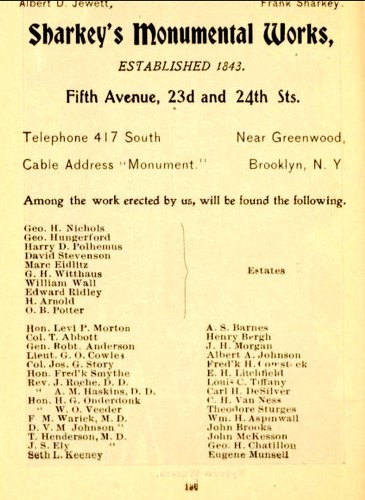 Albert D. Jewett, Frank Sharkey.
Sharkey's Monumental Works,
ESTABLISHED 1843.
Fifth Avenue, 23d and 24th Sts.
Telephone 417 South Near Greenwood,
Cable Address "Monument." Brooklyn, N. Y
Among the work erected by us, will be found the following.
Geo. H. Nichols
Geo. Hungerford
Harry D. Polhemus
David Stevenson
Marc Eidlitz
G. H. Witthaus
William Wall
Edward Ridley
H. Arnold
O. B. Potter
Estates
Hon. Levi P. Morton
Col. T. Abbott
Gen. Robt. Anderson
Lieut. G. O. Cowles
Col. Jos. G. Story
Hon. Fred'k Smythe
Rev. J. Roche, D. D.
" A. M. Haskins, D. D.
Hon. H. G. Onderdonk
" W. O. Veeder
F M. Warick, M. D.
D. V. M Johnson "
T. Henderson, M. D.
J. S. Ely "
Seth L. Keeney
A. S. Barnes
Henry Bergh
J. H. Morgan
Albert A. Johnson
Fred'k H.
E. H. Litchfield
Louis C. Tiffany
Carl H. DeSilver
C. H. Van Ness
Theodore Sturges
Wm. H. Aspinwall
John Brooks
John McKesson
Geo. H. Chatillon
Eugene Munsell